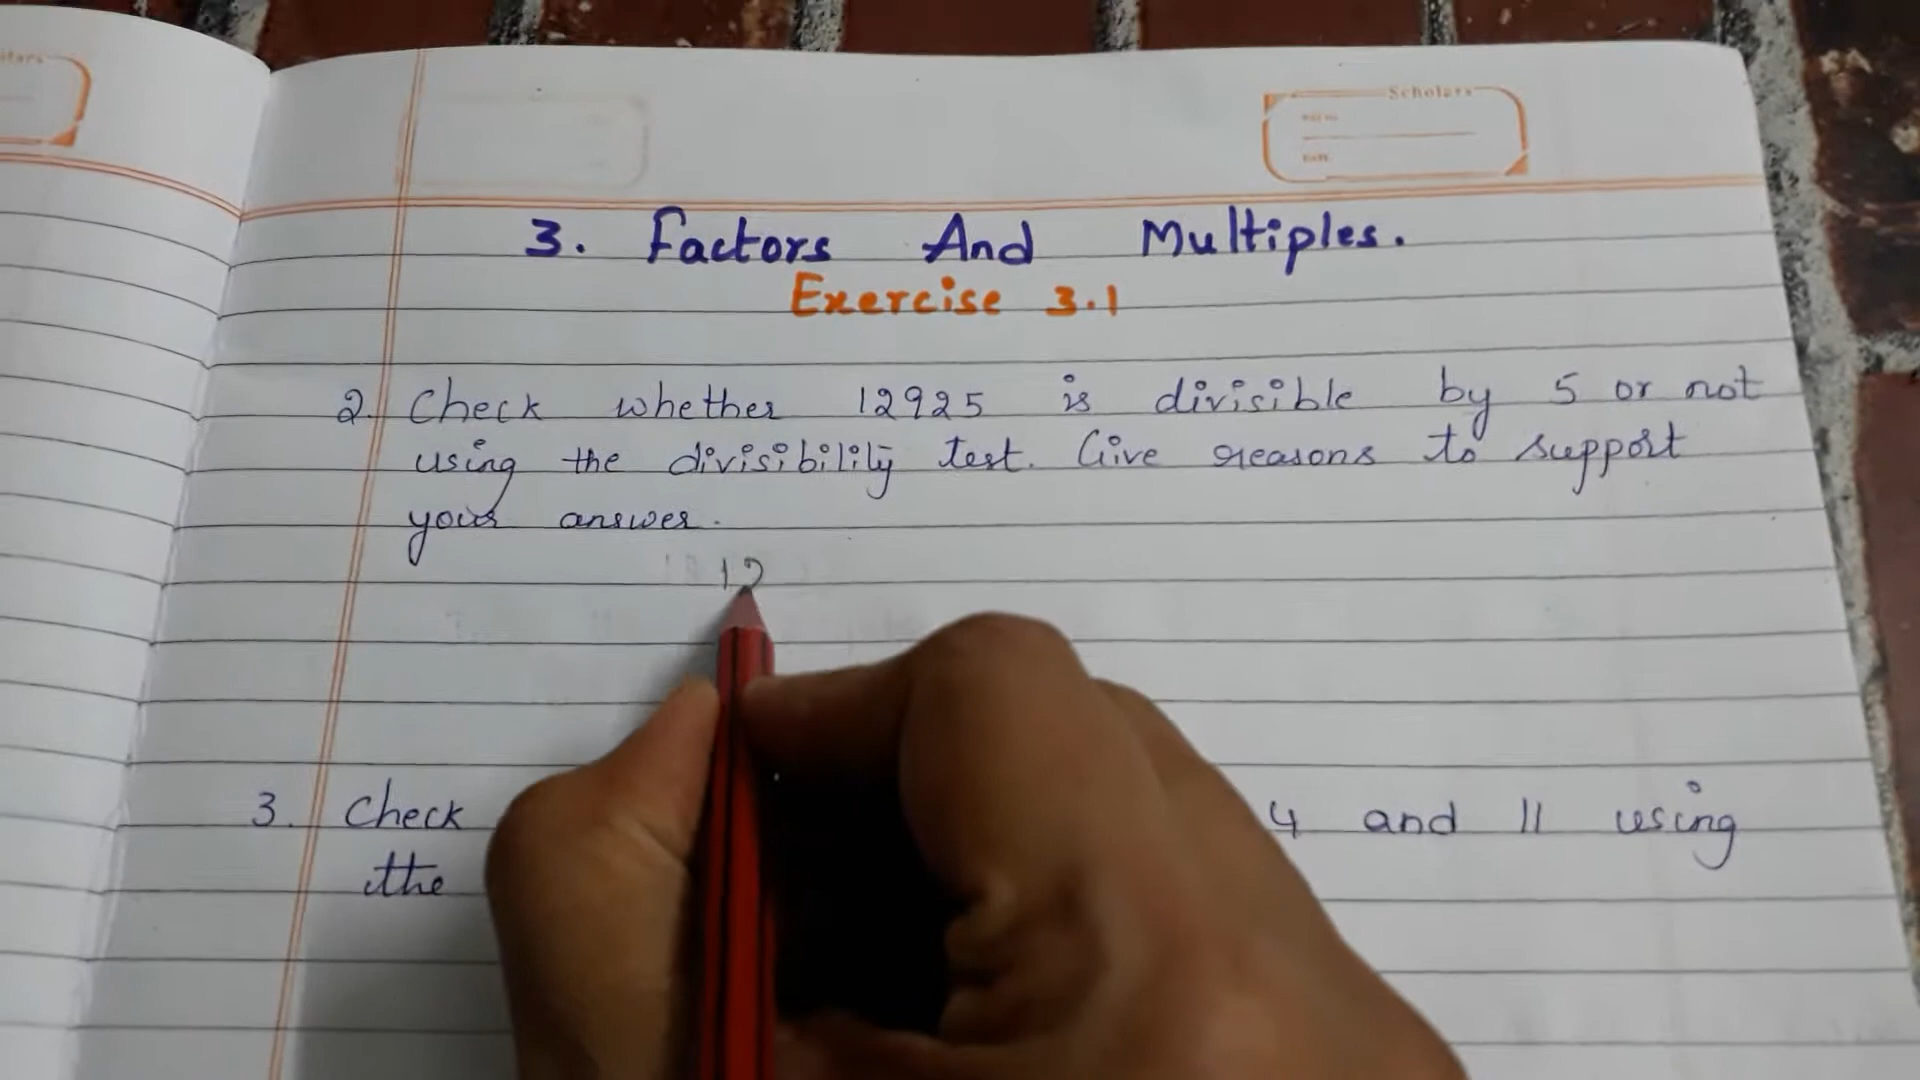 Scholars
3. Factors And Multiples.
Exercise 3.1
2. Check whether 12925 is divisible by 5 or not
using the divisibility test. Give reasons to support
your answer.
12
3. Check 4 and 11 using
the